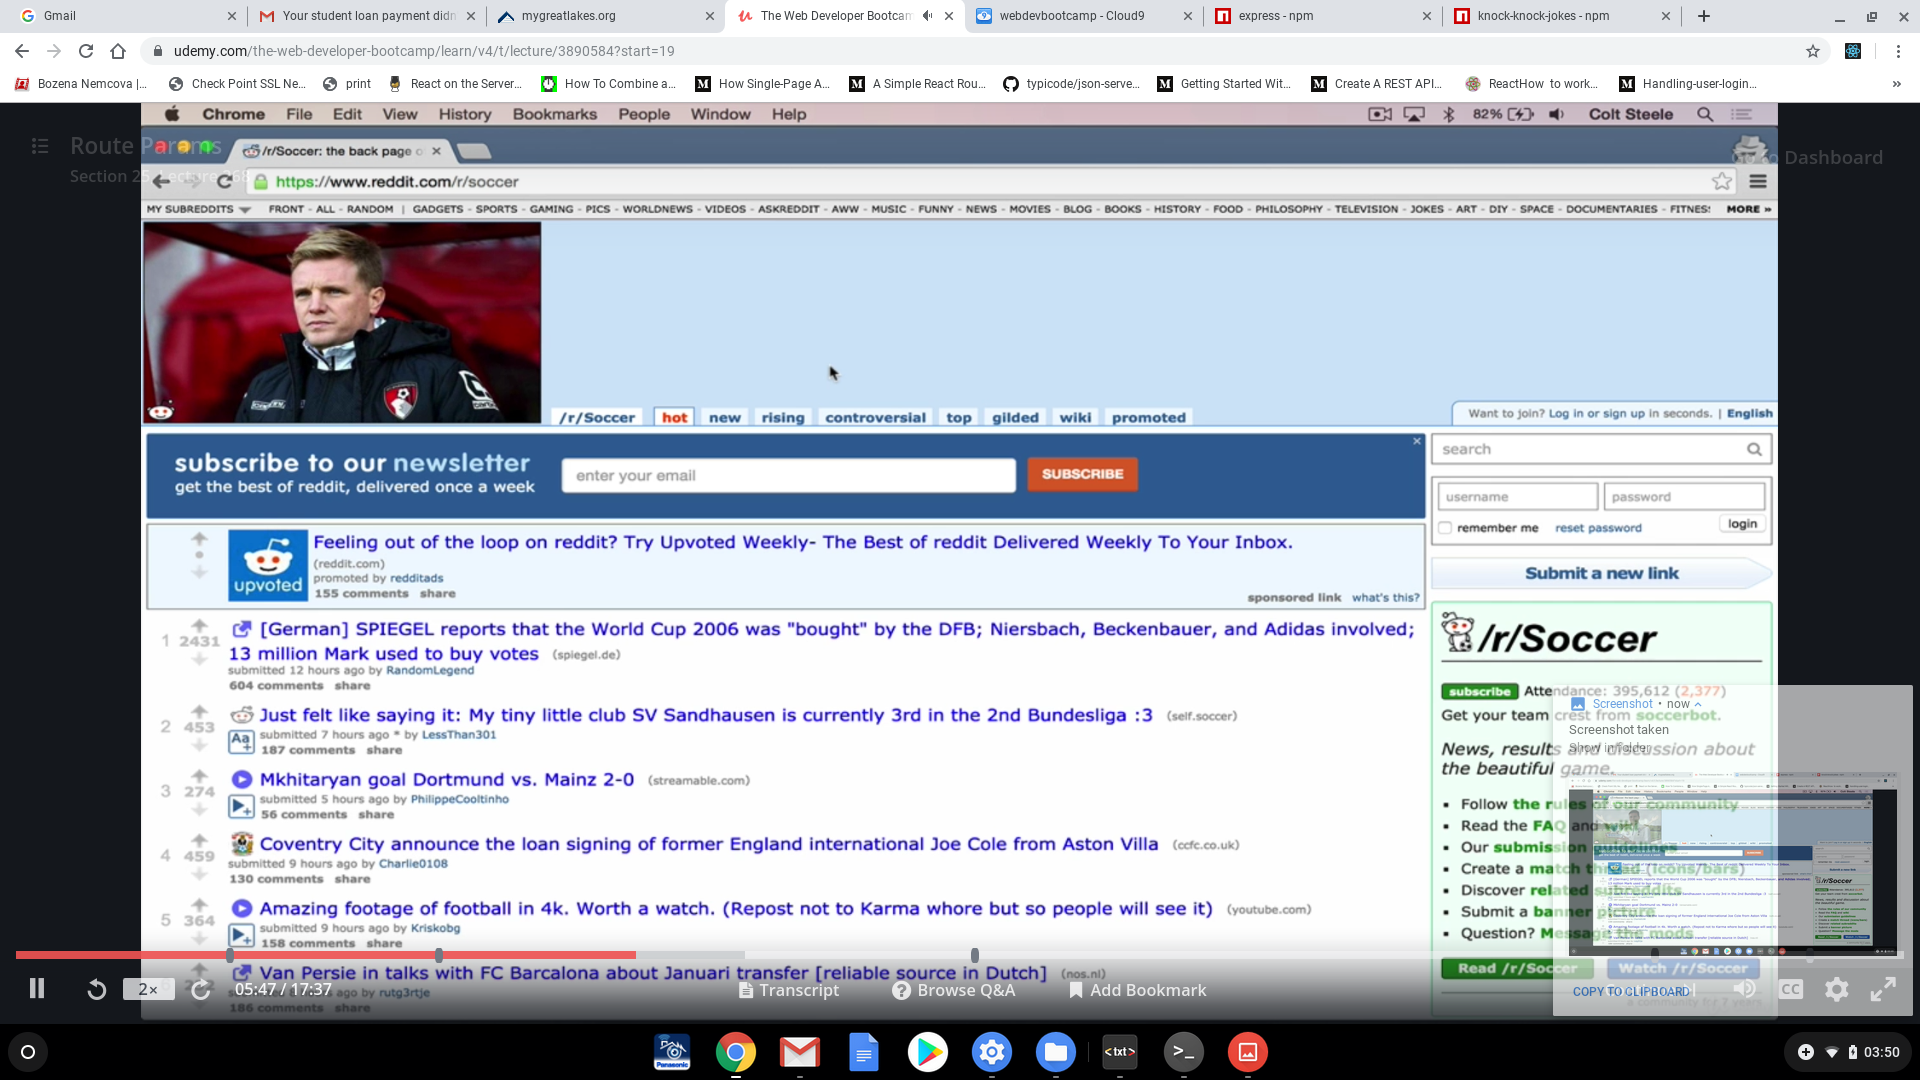 Gmail
Your student loan payment didn
mygreatlakes.org
The Web Developer Bootcam
webdevbootcamp - Cloud9
express - npm
knock-knock-jokes - npm
udemy.com/the-web-developer-bootcamp/learn/v4/t/lecture/3890584?start=19
Bozena Nemcova |...
Check Point SSL Ne...
print
React on the Server...
How To Combine a...
How Single-Page A...
A Simple React Rou...
typicode/json-serve...
Getting Started Wit...
Create A REST API...
ReactHow to work...
Handling-user-login...
Chrome File Edit View History Bookmarks People Window Help
82%
Colt Steele
Route Params
/r/Soccer: the back page o
Dashboard
Section 25, Lecture 268
https://www.reddit.com/r/soccer
MY SUBREDDITS FRONT - ALL - RANDOM | GADGETS - SPORTS - GAMING - PICS - WORLDNEWS - VIDEOS - ASKREDDIT - AWW - MUSIC - FUNNY - NEWS - MOVIES - BLOG - BOOKS - HISTORY - FOOD - PHILOSOPHY - TELEVISION - JOKES - ART - DIY - SPACE - DOCUMENTARIES - FITNESS MORE »
/r/Soccer hot new rising controversial top gilded wiki promoted
Want to join? Log in or sign up in seconds. | English
subscribe to our newsletter
get the best of reddit, delivered once a week
enter your email
SUBSCRIBE
search
username
password
remember me reset password
login
Submit a new link
upvoted
Feeling out of the loop on reddit? Try Upvoted Weekly- The Best of reddit Delivered Weekly To Your Inbox.
(reddit.com)
promoted by redditads
155 comments share
sponsored link what's this?
1 2431
[German] SPIEGEL reports that the World Cup 2006 was "bought" by the DFB; Niersbach, Beckenbauer, and Adidas involved;
13 million Mark used to buy votes (spiegel.de)
submitted 12 hours ago by RandomLegend
604 comments share
2 453
Just felt like saying it: My tiny little club SV Sandhausen is currently 3rd in the 2nd Bundesliga :3 (self.soccer)
Aa+
submitted 7 hours ago * by LessThan301
187 comments share
3 274
Mkhitaryan goal Dortmund vs. Mainz 2-0 (streamable.com)
submitted 5 hours ago by PhilippeCooltinho
56 comments share
4 459
Coventry City announce the loan signing of former England international Joe Cole from Aston Villa (ccfc.co.uk)
submitted 9 hours ago by Charlie0108
130 comments share
5 364
Amazing footage of football in 4k. Worth a watch. (Repost not to Karma whore but so people will see it) (youtube.com)
submitted 9 hours ago by Kriskobg
158 comments share
Van Persie in talks with FC Barcalona about Januari transfer [reliable source in Dutch] (nos.nl)
rutg3rtje
186 comments share
/r/Soccer
subscribe Attendance: 395,612 (2,377)
Get your team crest from soccerbot.
News, results and discussion about
the beautiful game.
Follow the rules of our community
Read the FAQ and wiki
Our submission guidelines
Create a match thread (icons/bars)
Discover related subreddits
Submit a banner picture
Question? Message the mods
Read /r/Soccer
Watch /r/Soccer
a community for 7 years
Screenshot • now
Screenshot taken
Show in folder
COPY TO CLIPBOARD
2×
05:47 / 17:37
Transcript
Browse Q&A
Add Bookmark
CC
Panasonic
<txt>
>_
03:50